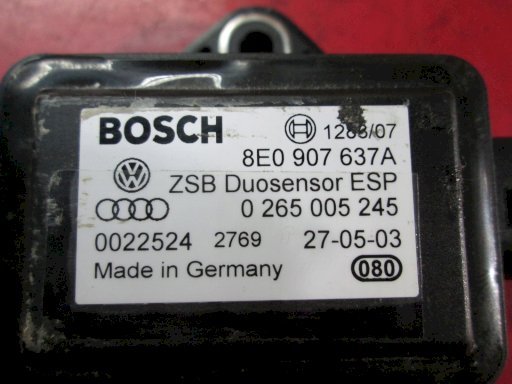 BOSCH 1288/07
8E0 907 637A
ZSB Duosensor ESP
0 265 005 245
0022524 2769 27-05-03
Made in Germany 080